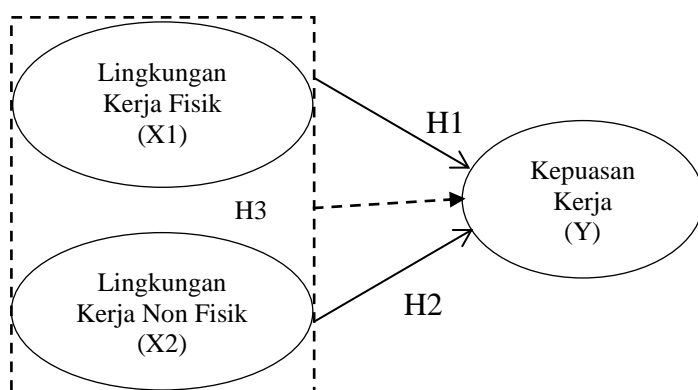 Lingkungan
Kerja Fisik
(X1)
H1
Kepuasan
Kerja
(Y)
H3
Lingkungan
Kerja Non Fisik
(X2)
H2